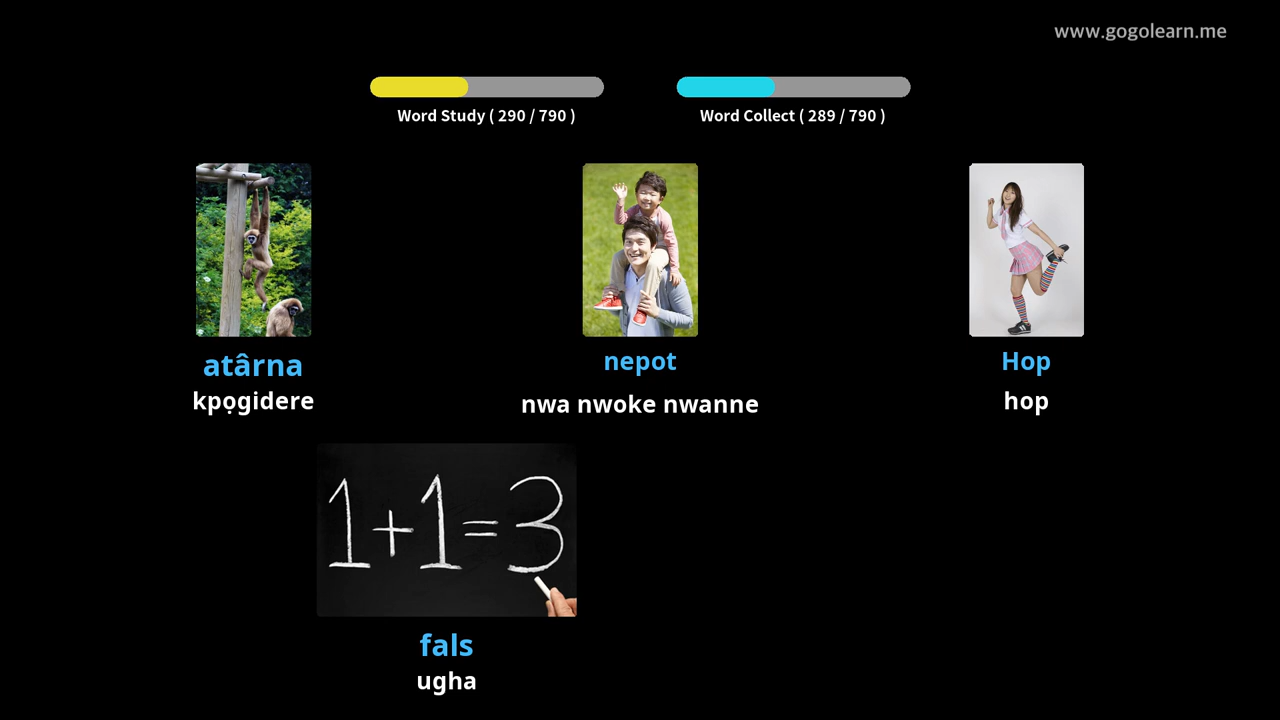 www.gogolearn.me
Word Study ( 290 / 790 )
Word Collect ( 289 / 790 )
atârna
kpọgidere
nepot
nwa nwoke nwanne
Hop
hop
1+1=3
fals
ugha